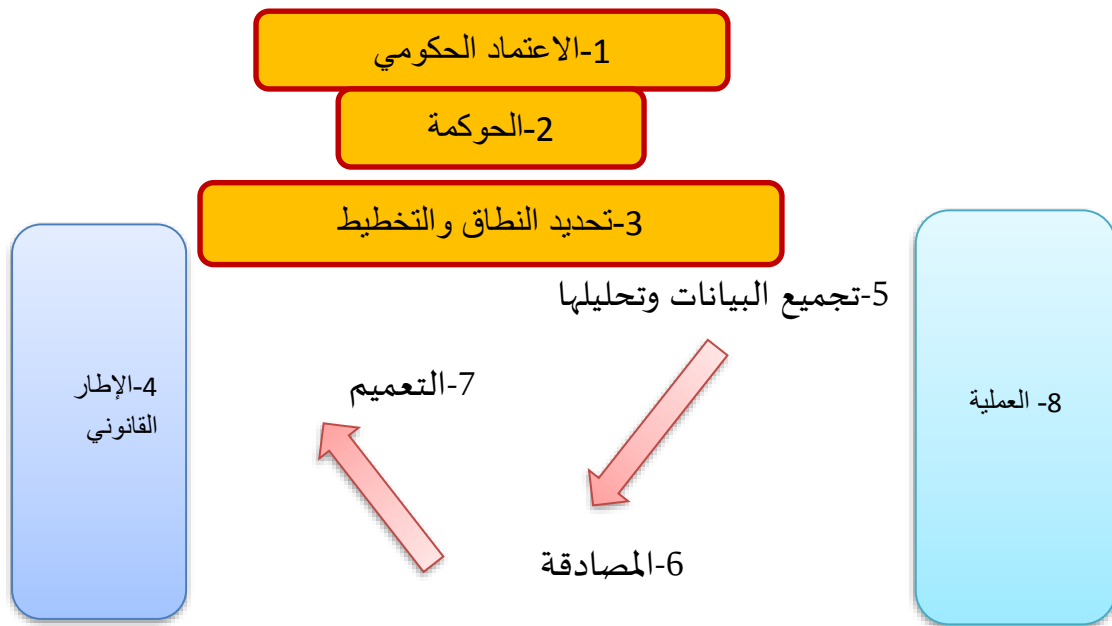 1-الاعتماد الحكومي
2-الحوكمة
3-تحديد النطاق والتخطيط
5-تجميع البيانات وتحليلها
7-التعميم
6-المصادقة
4-الإطار
القانوني
8- العملية